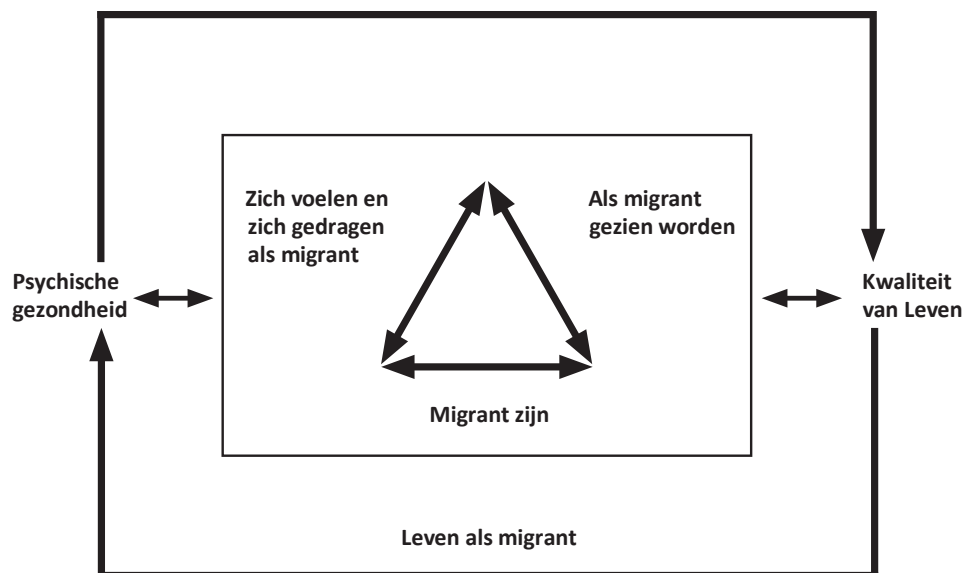 Zich voelen en
zich gedragen
als migrant
Als migrant
gezien worden
Psychische
gezondheid
Kwaliteit
van Leven
Migrant zijn
Leven als migrant